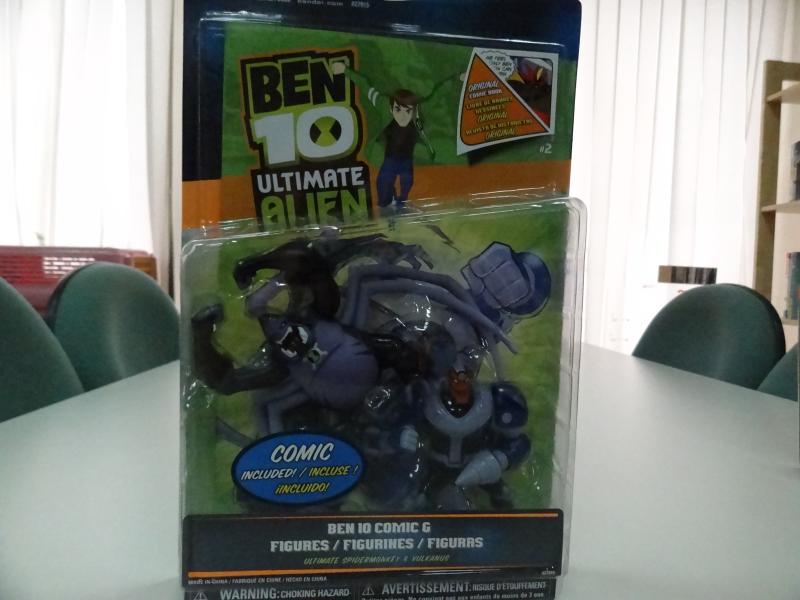 #27815
BEN
10
ULTIMATE
ALIEN
ORIGINAL
COMIC BOOK
ORIGINAL
ORIGINAL
#2
COMIC
INCLUDED! / INCLUSE !
¡INCLUIDO!
BEN 10 COMIC &
FIGURES / FIGURINES / FIGURAS
ULTIMATE SPIDERMONKEY & VULKANUS
MADE IN CHINA / FABRIQUÉ EN CHINE / HECHO EN CHINA
WARNING: CHOKING HAZARD
AVERTISSEMENT: RISQUE D'ÉTOUFFEMENT